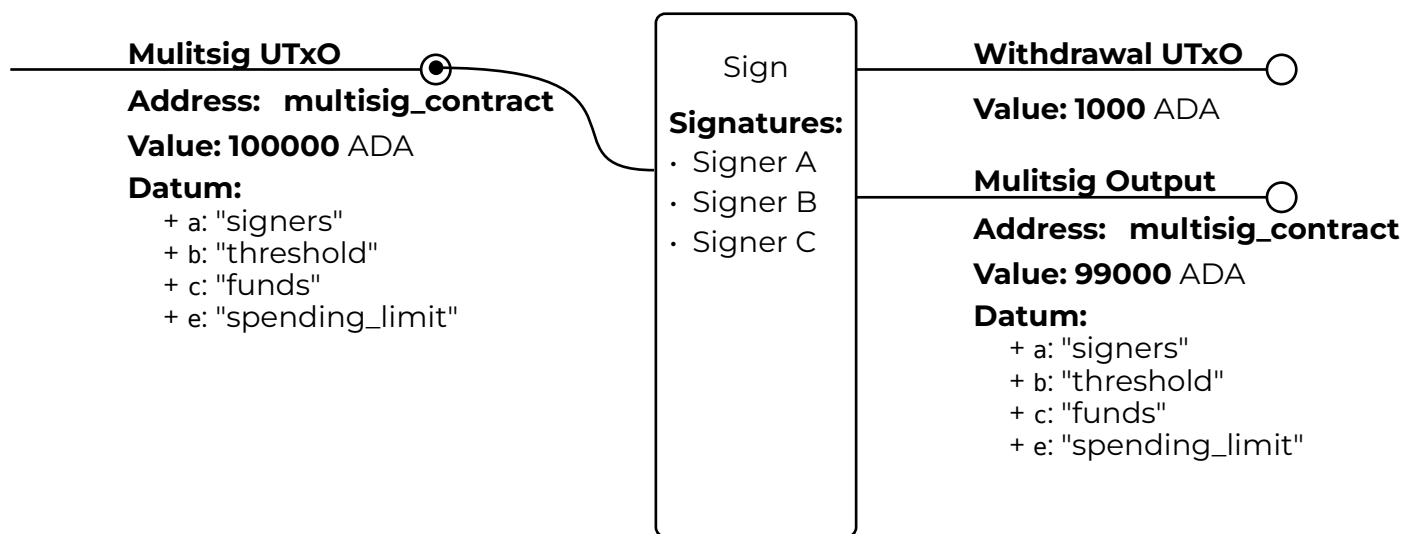 Mulitsig UTxO
Address: multisig_contract
Value: 100000 ADA
Datum:
+ a: "signers"
+ b: "threshold"
+ c: "funds"
+ e: "spending_limit"
Sign
Signatures:
· Signer A
· Signer B
· Signer C
Withdrawal UTxO
Value: 1000 ADA
Mulitsig Output
Address: multisig_contract
Value: 99000 ADA
Datum:
+ a: "signers"
+ b: "threshold"
+ c: "funds"
+ e: "spending_limit"